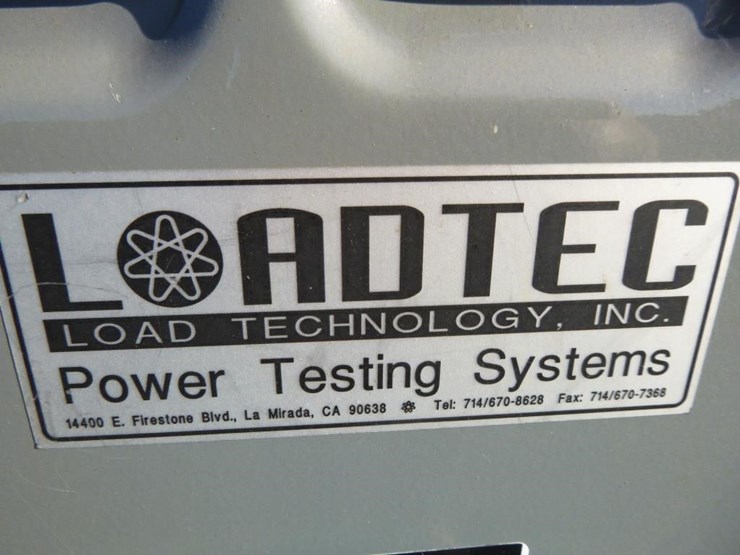 LOADTEC
LOAD TECHNOLOGY, INC.
Power Testing Systems
14400 E. Firestone Blvd., La Mirada, CA 90638 Tel: 714/670-8628 Fax: 714/670-7368